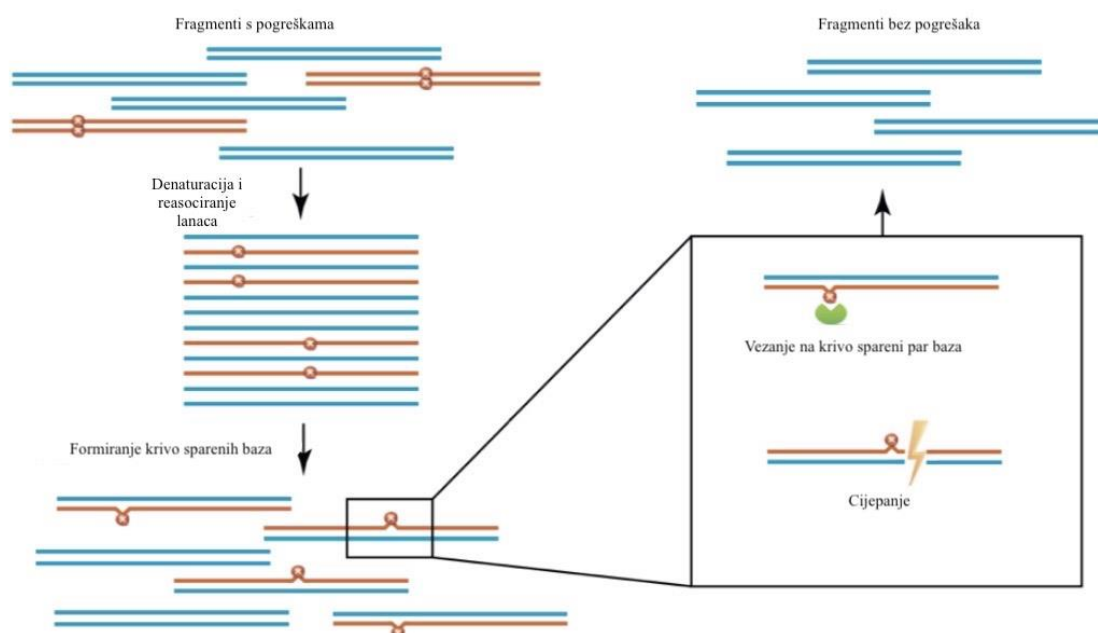 Fragmenti s pogreškama
Fragmenti bez pogrešaka
Denaturacija i
reasociranje
lanaca
Formiranje krivo sparenih baza
Vezanje na krivo spareni par baza
Cijepanje